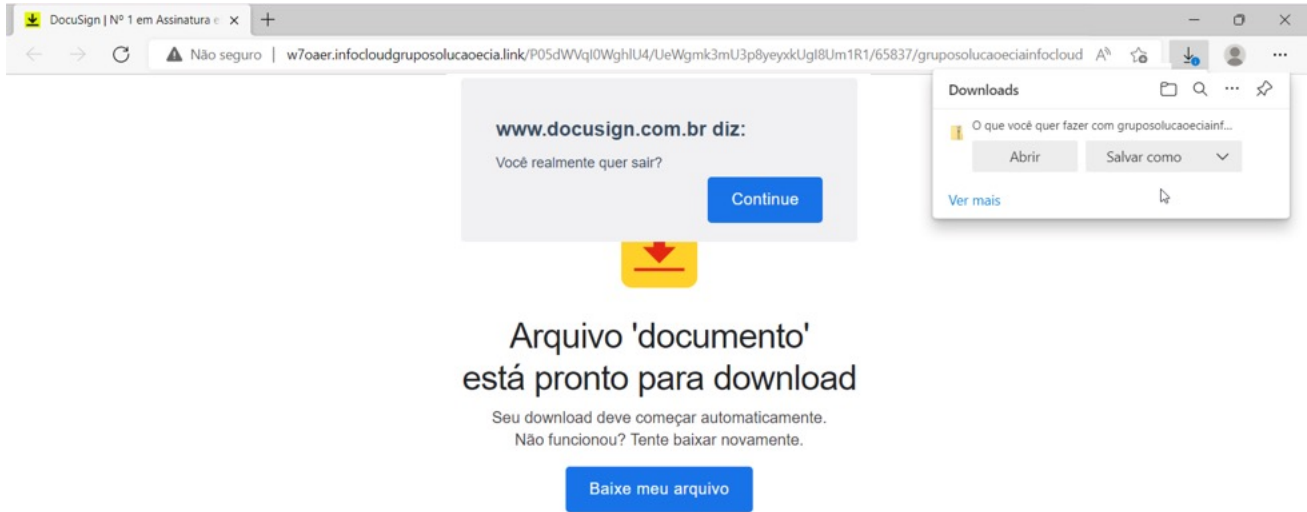 DocuSign | Nº 1 em Assinatura e
Não seguro | w7oaer.infocloudgruposolucaoecia.link/P05dWVqI0WghlU4/UeWgmk3mU3p8yeyxkUgI8Um1R1/65837/gruposolucaoeciainfocloud
Downloads
O que você quer fazer com gruposolucaoeciainf...
Abrir
Salvar como
Ver mais
www.docusign.com.br diz:
Você realmente quer sair?
Continue
Arquivo 'documento'
está pronto para download
Seu download deve começar automaticamente.
Não funcionou? Tente baixar novamente.
Baixe meu arquivo